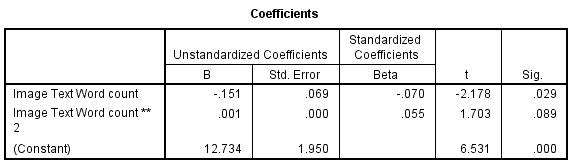 Coefficients
Unstandardized Coefficients Standardized Coefficients
B Std. Error Beta t Sig.
Image Text Word count -.151 .069 -.070 -2.178 .029
Image Text Word count ** 2 .001 .000 .055 1.703 .089
(Constant) 12.734 1.950 6.531 .000